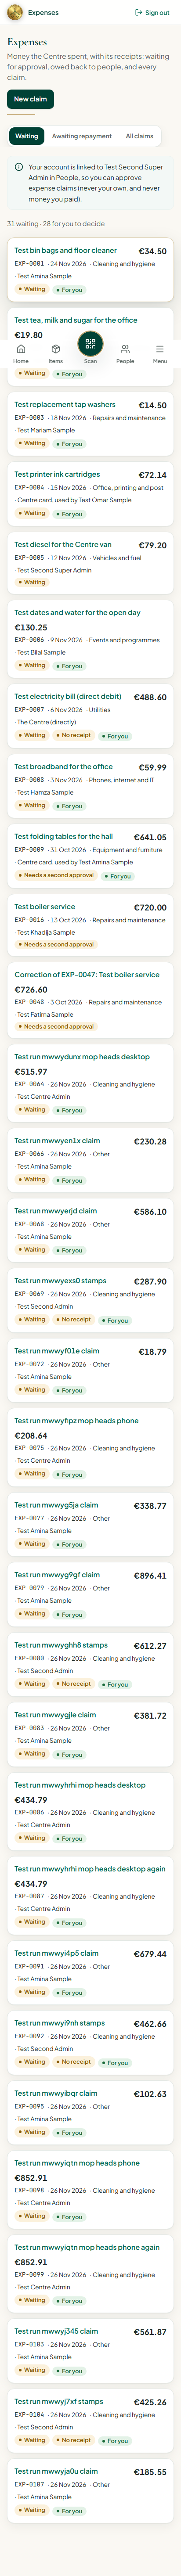 Expenses
Sign out
Expenses
Money the Centre spent, with its receipts: waiting
for approval, owed back to people, and every
claim.
New claim
Waiting
Awaiting repayment
All claims
Your account is linked to Test Second Super
Admin in People, so you can approve
expense claims (never your own, and never
money you paid).
31 waiting · 28 for you to decide
Test bin bags and floor cleaner
€34.50
EXP-0001 · 24 Nov 2026 · Cleaning and hygiene
· Test Amina Sample
Waiting
For you
Test tea, milk and sugar for the office
€19.80
Home
Items
Scan
People
Menu
Waiting
For you
Test replacement tap washers
€14.50
EXP-0003 · 18 Nov 2026 · Repairs and maintenance
· Test Mariam Sample
Waiting
For you
Test printer ink cartridges
€72.14
EXP-0004 · 15 Nov 2026 · Office, printing and post
· Centre card, used by Test Omar Sample
Waiting
For you
Test diesel for the Centre van
€79.20
EXP-0005 · 12 Nov 2026 · Vehicles and fuel
· Test Second Super Admin
Waiting
Test dates and water for the open day
€130.25
EXP-0006 · 9 Nov 2026 · Events and programmes
· Test Bilal Sample
Waiting
For you
Test electricity bill (direct debit)
€488.60
EXP-0007 · 6 Nov 2026 · Utilities
· The Centre (directly)
Waiting
No receipt
For you
Test broadband for the office
€59.99
EXP-0008 · 3 Nov 2026 · Phones, internet and IT
· Test Hamza Sample
Waiting
For you
Test folding tables for the hall
€641.05
EXP-0009 · 31 Oct 2026 · Equipment and furniture
· Centre card, used by Test Amina Sample
Needs a second approval
For you
Test boiler service
€720.00
EXP-0016 · 13 Oct 2026 · Repairs and maintenance
· Test Khadija Sample
Needs a second approval
Correction of EXP-0047: Test boiler service
€726.60
EXP-0048 · 3 Oct 2026 · Repairs and maintenance
· Test Fatima Sample
Needs a second approval
Test run mwwydunx mop heads desktop
€515.97
EXP-0064 · 26 Nov 2026 · Cleaning and hygiene
· Test Centre Admin
Waiting
For you
Test run mwwyen1x claim
€230.28
EXP-0066 · 26 Nov 2026 · Other
· Test Amina Sample
Waiting
For you
Test run mwwyerjd claim
€586.10
EXP-0068 · 26 Nov 2026 · Other
· Test Amina Sample
Waiting
For you
Test run mwwyexs0 stamps
€287.90
EXP-0069 · 26 Nov 2026 · Cleaning and hygiene
· Test Second Admin
Waiting
No receipt
For you
Test run mwwyf01e claim
€18.79
EXP-0072 · 26 Nov 2026 · Other
· Test Amina Sample
Waiting
For you
Test run mwwyfipz mop heads phone
€208.64
EXP-0075 · 26 Nov 2026 · Cleaning and hygiene
· Test Centre Admin
Waiting
For you
Test run mwwyg5ja claim
€338.77
EXP-0077 · 26 Nov 2026 · Other
· Test Amina Sample
Waiting
For you
Test run mwwyg9gf claim
€896.41
EXP-0079 · 26 Nov 2026 · Other
· Test Amina Sample
Waiting
For you
Test run mwwyghh8 stamps
€612.27
EXP-0080 · 26 Nov 2026 · Cleaning and hygiene
· Test Second Admin
Waiting
No receipt
For you
Test run mwwygjle claim
€381.72
EXP-0083 · 26 Nov 2026 · Other
· Test Amina Sample
Waiting
For you
Test run mwwyhrhi mop heads desktop
€434.79
EXP-0086 · 26 Nov 2026 · Cleaning and hygiene
· Test Centre Admin
Waiting
For you
Test run mwwyhrhi mop heads desktop again
€434.79
EXP-0087 · 26 Nov 2026 · Cleaning and hygiene
· Test Centre Admin
Waiting
For you
Test run mwwyi4p5 claim
€679.44
EXP-0091 · 26 Nov 2026 · Other
· Test Amina Sample
Waiting
For you
Test run mwwyi9nh stamps
€462.66
EXP-0092 · 26 Nov 2026 · Cleaning and hygiene
· Test Second Admin
Waiting
No receipt
For you
Test run mwwyibqr claim
€102.63
EXP-0095 · 26 Nov 2026 · Other
· Test Amina Sample
Waiting
For you
Test run mwwyiqtn mop heads phone
€852.91
EXP-0098 · 26 Nov 2026 · Cleaning and hygiene
· Test Centre Admin
Waiting
For you
Test run mwwyiqtn mop heads phone again
€852.91
EXP-0099 · 26 Nov 2026 · Cleaning and hygiene
· Test Centre Admin
Waiting
For you
Test run mwwyj345 claim
€561.87
EXP-0103 · 26 Nov 2026 · Other
· Test Amina Sample
Waiting
For you
Test run mwwyj7xf stamps
€425.26
EXP-0104 · 26 Nov 2026 · Cleaning and hygiene
· Test Second Admin
Waiting
No receipt
For you
Test run mwwyja0u claim
€185.55
EXP-0107 · 26 Nov 2026 · Other
· Test Amina Sample
Waiting
For you